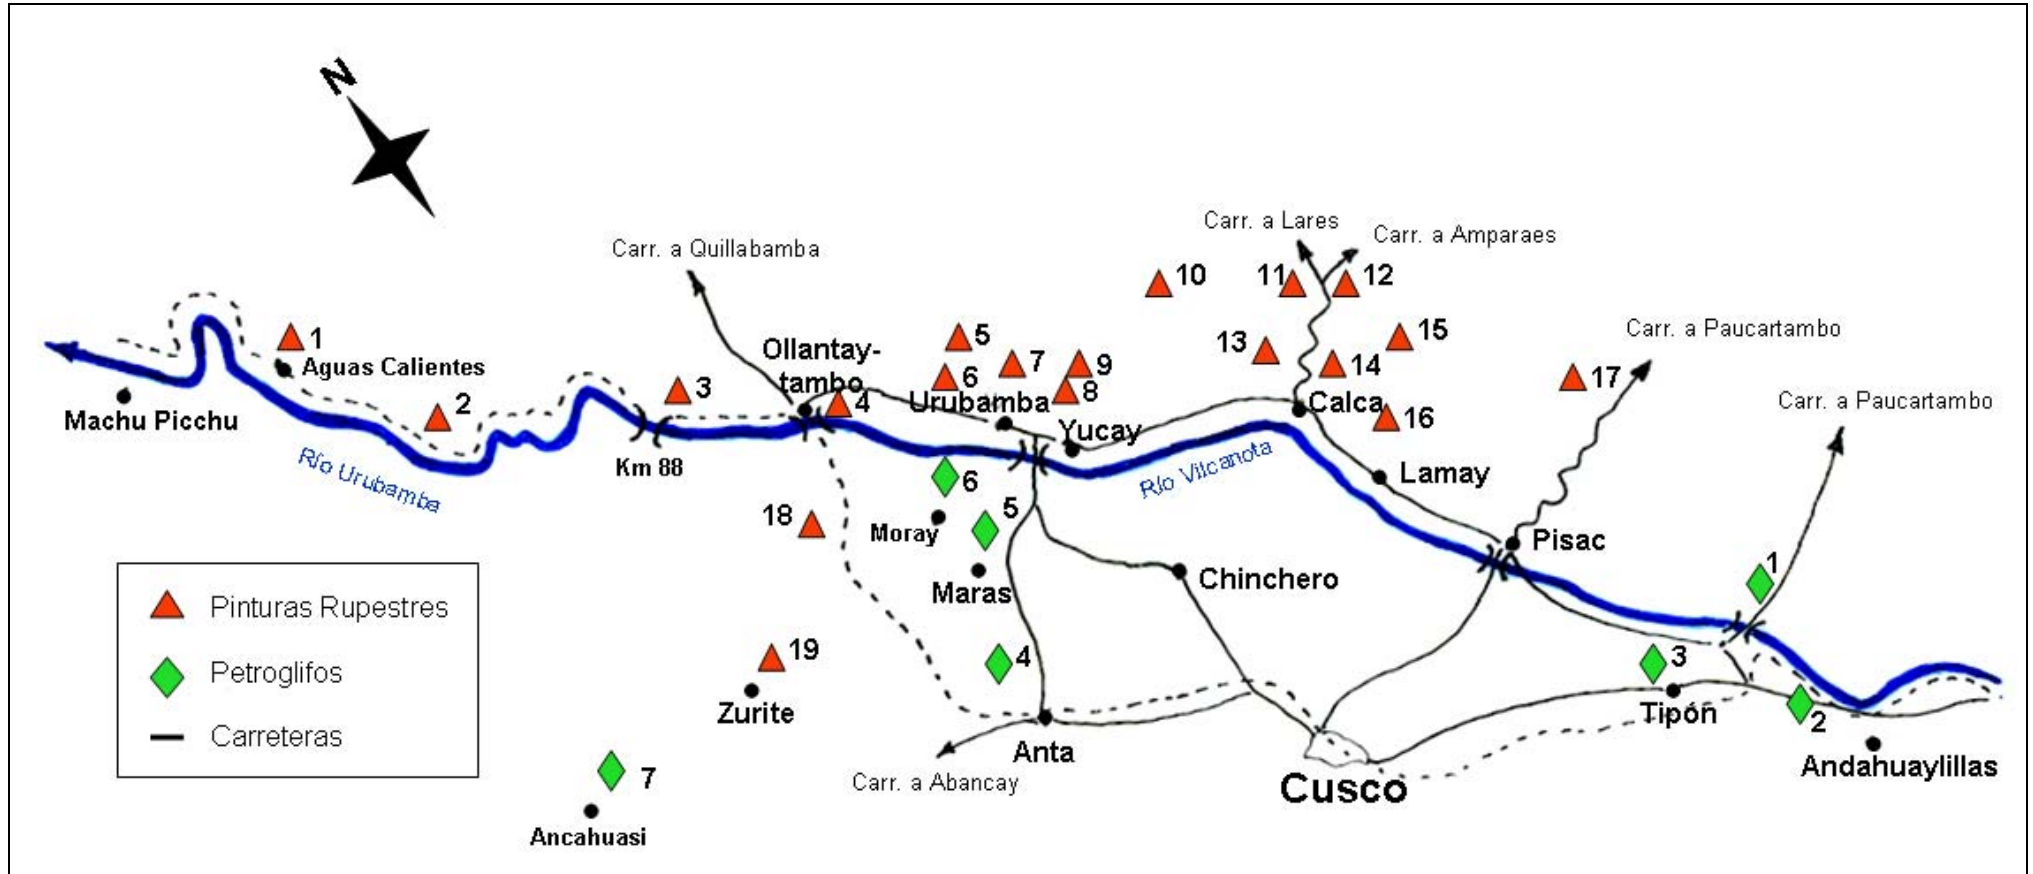 N
Carr. a Lares
Carr. a Amparaes
Carr. a Quillabamba
10
11
12
Carr. a Paucartambo
1
5
13
15
Ollantay-
tambo
Aguas Calientes
7
9
14
6
17
3
8
Machu Picchu
2
4
Urubamba
Calca
16
Carr. a Paucartambo
Yucay
Km 88
Río Urubamba
Río Vilcanota
Lamay
6
18
5
Moray
Pisac
1
Chinchero
Maras
Pinturas Rupestres
19
4
3
Petroglifos
Zurite
Tipón
2
Carreteras
Anta
Andahuaylillas
7
Carr. a Abancay
Cusco
Ancahuasi